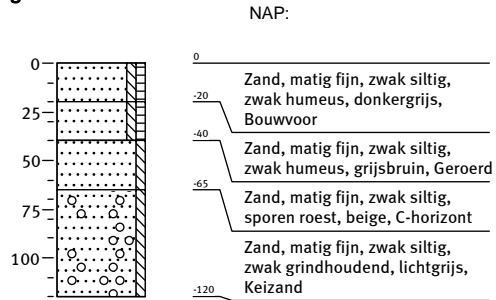 g
NAP:
0
25
50
75
100
0
Zand, matig fijn, zwak siltig,
zwak humeus, donkergrijs,
Bouwvoor
-20
Zand, matig fijn, zwak siltig,
zwak humeus, grijsbruin, Geroerd
-40
Zand, matig fijn, zwak siltig,
sporen roest, beige, C-horizont
-65
Zand, matig fijn, zwak siltig,
zwak grindhoudend, lichtgrijs,
Keizand
-120